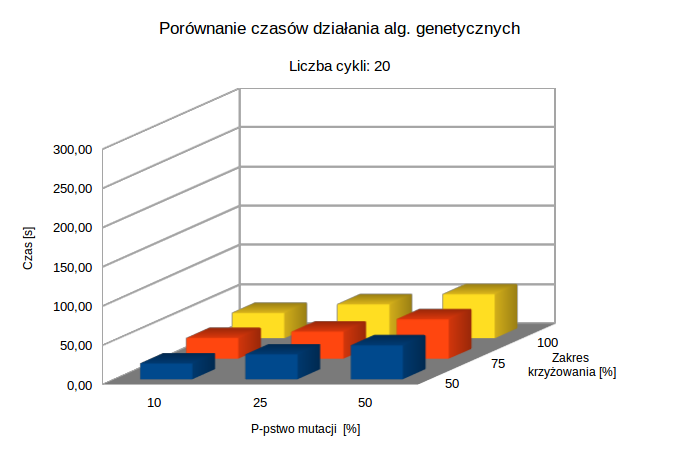 Porównanie czasów działania alg. genetycznych
Liczba cykli: 20
300,00
250,00
200,00
150,00
100,00
50,00
0,00
Czas [s]
10
25
50
P-pstwo mutacji  [%]
50
75
100
Zakres
krzyżowania [%]